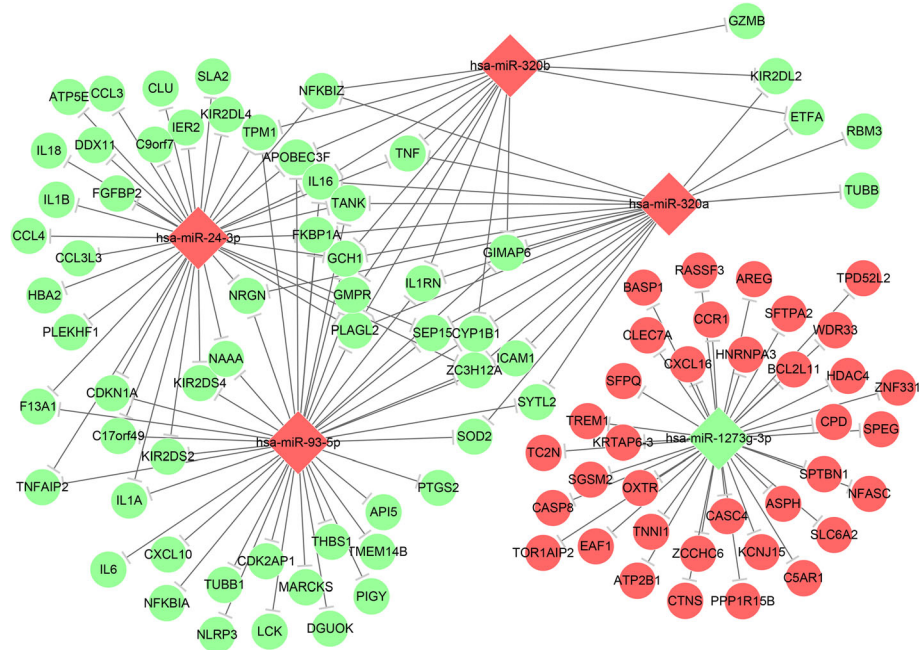 GZMB
hsa-miR-320b
KIR2DL2
SLA2
CLU
CCL3
ATP5E
NFKBIZ
KIR2DL4
IER2
TPM1
ETFA
RBM3
DDX11
C9orf7
IL18
APOBEC3F
TNF
IL16
FGFBP2
TUBB
IL1B
TANK
hsa-miR-320a
CCL4
hsa-miR-24-3p
FKBP1A
CCL3L3
GCH1
GIMAP6
HBA2
NRGN
GMPR
IL1RN
PLEKHF1
PLAGL2
SEP15
CYP1B1
NAAA
ICAM1
KIR2DS4
ZC3H12A
CDKN1A
F13A1
SYTL2
C17orf49
hsa-miR-93-5p
SOD2
KIR2DS2
TNFAIP2
IL1A
PTGS2
API5
THBS1
TMEM14B
CXCL10
IL6
CDK2AP1
TUBB1
MARCKS
PIGY
NFKBIA
NLRP3
LCK
DGUOK
RASSF3
AREG
TPD52L2
BASP1
CCR1
SFTPA2
WDR33
CLEC7A
HNRNPA3
CXCL16
BCL2L11
SFPQ
HDAC4
ZNF331
TREM1
CPD
SPEG
KRTAP6-3
hsa-miR-1273g-3p
TC2N
SGSM2
OXTR
SPTBN1
NFASC
CASP8
ASPH
CASC4
TNNI1
SLC6A2
EAF1
TOR1AIP2
ZCCHC6
KCNJ15
ATP2B1
C5AR1
CTNS
PPP1R15B